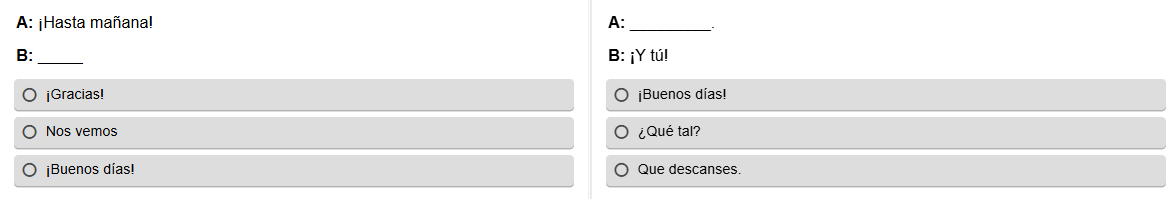 A: ¡Hasta mañana!
B: _____
¡Gracias!
Nos vemos
¡Buenos días!
A: _________.
B: ¡Y tú!
¡Buenos días!
¿Qué tal?
Que descanses.